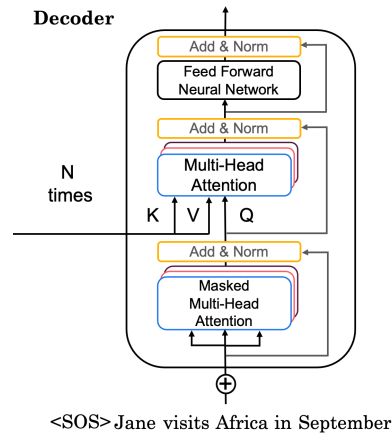 Decoder
Add & Norm
Feed Forward
Neural Network
Add & Norm
N
times
Multi-Head
Attention
K V Q
Add & Norm
Masked
Multi-Head
Attention
<SOS> Jane visits Africa in September